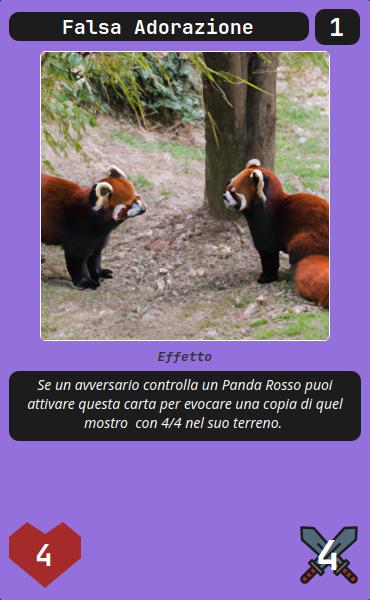 Falsa Adorazione
1
Effetto
Se un avversario controlla un Panda Rosso puoi
attivare questa carta per evocare una copia di quel
mostro  con 4/4 nel suo terreno.
4
4